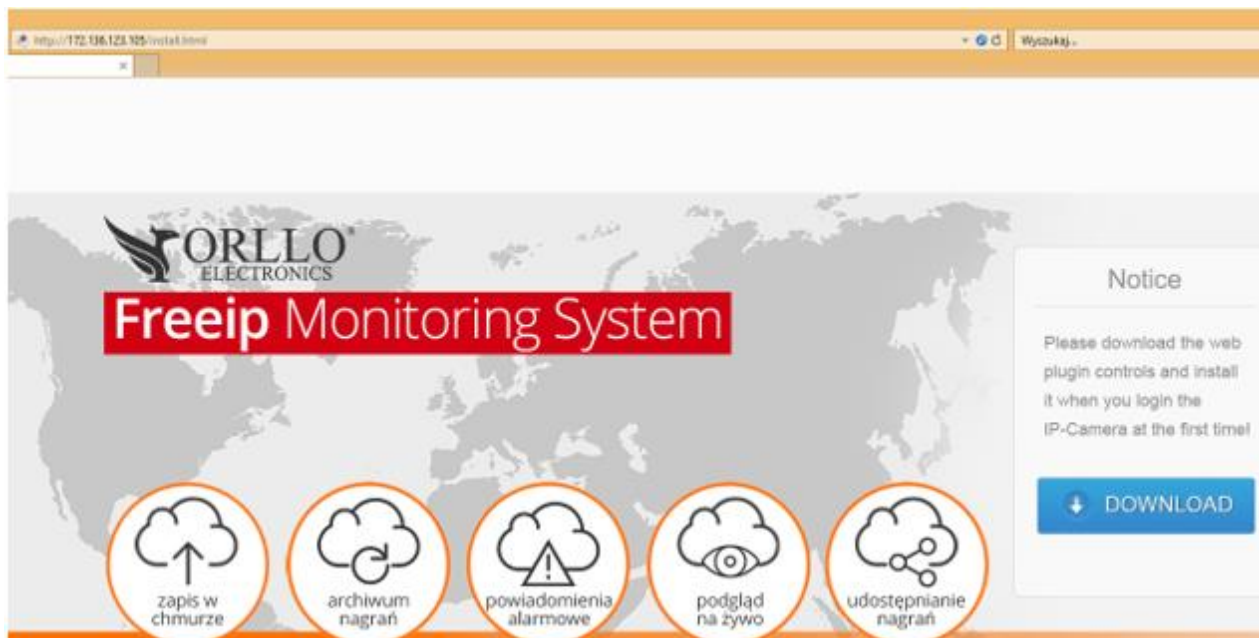 http://172.136.123.105/install.html
Wyszukaj...
ORLLO®
ELECTRONICS
Freeip Monitoring System
Notice
Please download the web
plugin controls and install
it when you login the
IP-Camera at the first time!
DOWNLOAD
zapis w
chmurze
archiwum
nagrań
powiadomienia
alarmowe
podgląd
na żywo
udostępnianie
nagrań